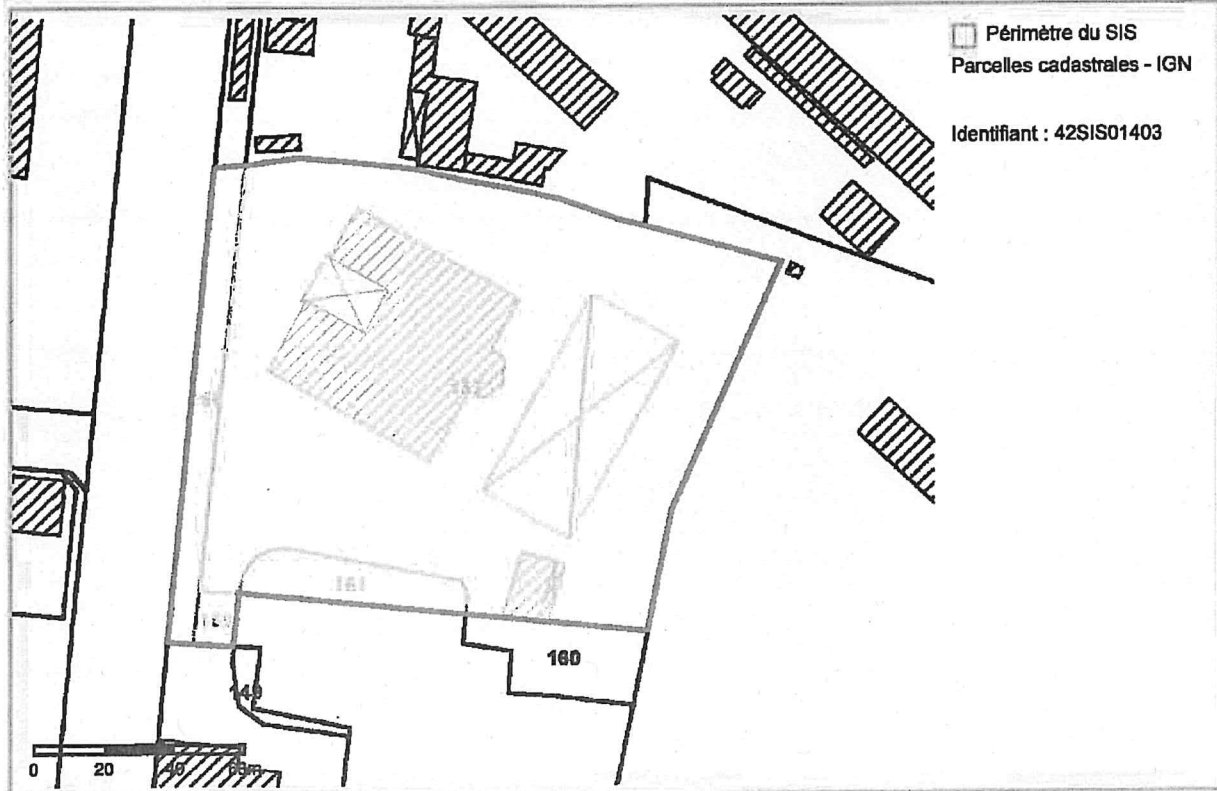 Périmètre du SIS
Parcelles cadastrales - IGN
Identifiant : 42SIS01403
161
160
149
0 20 40 60m